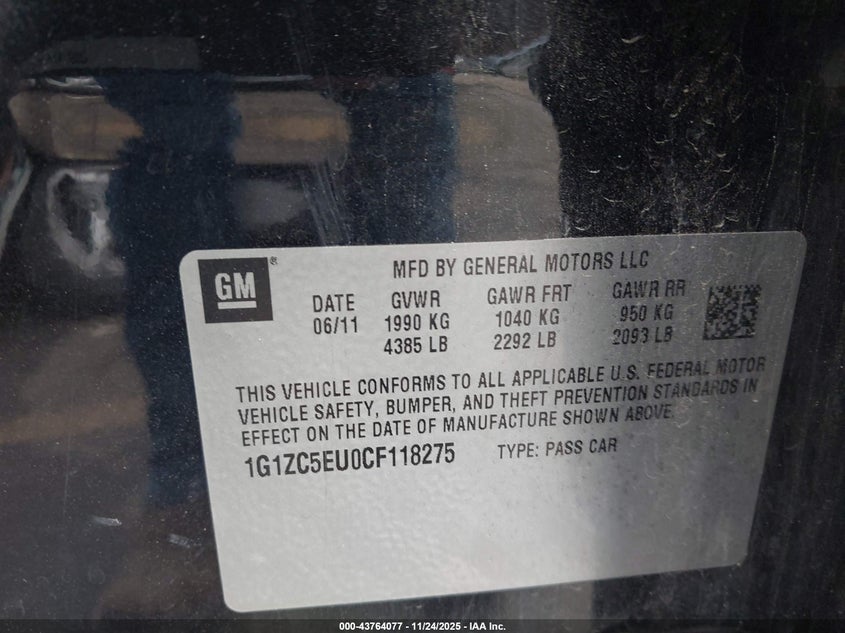 GM ®
MFD BY GENERAL MOTORS LLC
DATE GVWR GAWR FRT GAWR RR
06/11 1990 KG 1040 KG 950 KG
4385 LB 2292 LB 2093 LB
THIS VEHICLE CONFORMS TO ALL APPLICABLE U.S. FEDERAL MOTOR
VEHICLE SAFETY, BUMPER, AND THEFT PREVENTION STANDARDS IN
EFFECT ON THE DATE OF MANUFACTURE SHOWN ABOVE.
1G1ZC5EU0CF118275 TYPE: PASS CAR
000-43764077 - 11/24/2025 - IAA Inc.